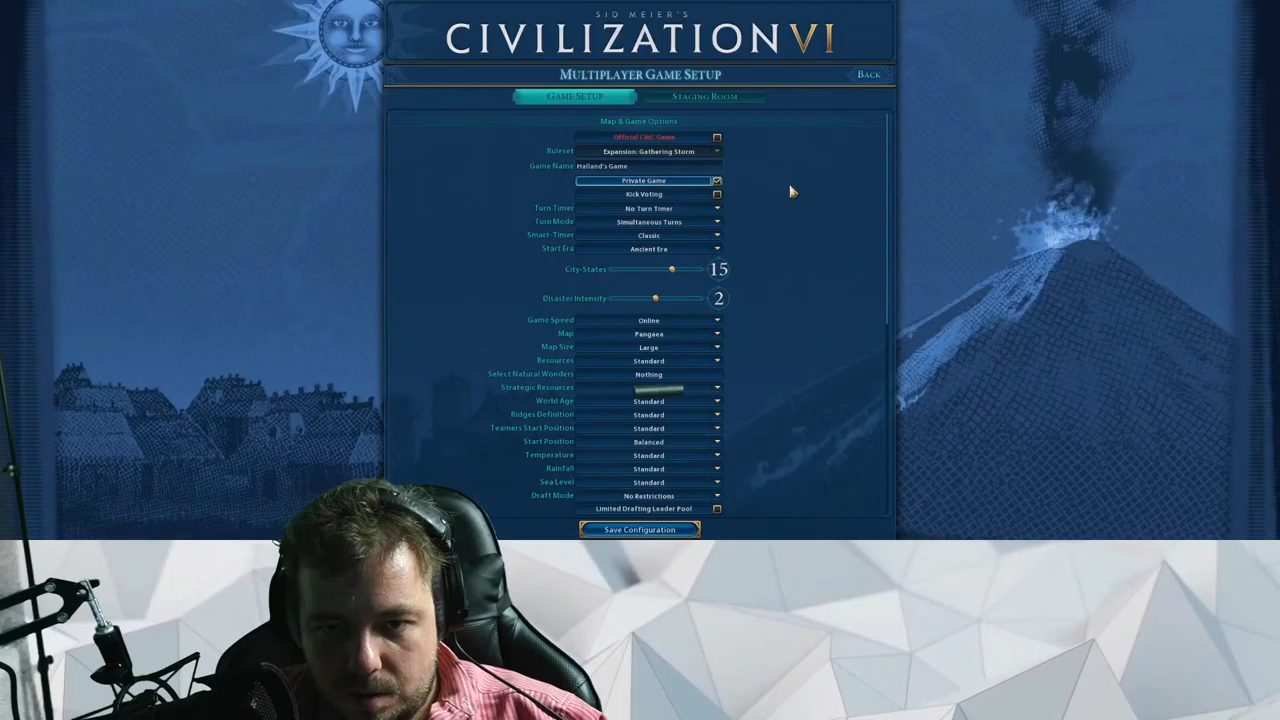 SID MEIER'S
CIVILIZATION VI
MULTIPLAYER GAME SETUP
BACK
GAME SETUP
STAGING ROOM
Map & Game Options
Official CWC Game
Ruleset
Expansion: Gathering Storm
Game Name
Halland's Game
Private Game
Kick Voting
Turn Timer
No Turn Timer
Turn Mode
Simultaneous Turns
Smart-Timer
Classic
Start Era
Ancient Era
City-States
15
Disaster Intensity
2
Game Speed
Online
Map
Pangaea
Map Size
Large
Resources
Standard
Select Natural Wonders
Nothing
Strategic Resources
World Age
Standard
Ridges Definition
Standard
Teamers Start Position
Standard
Start Position
Balanced
Temperature
Standard
Rainfall
Standard
Sea Level
Standard
Draft Mode
No Restrictions
Limited Drafting Leader Pool
Save Configuration